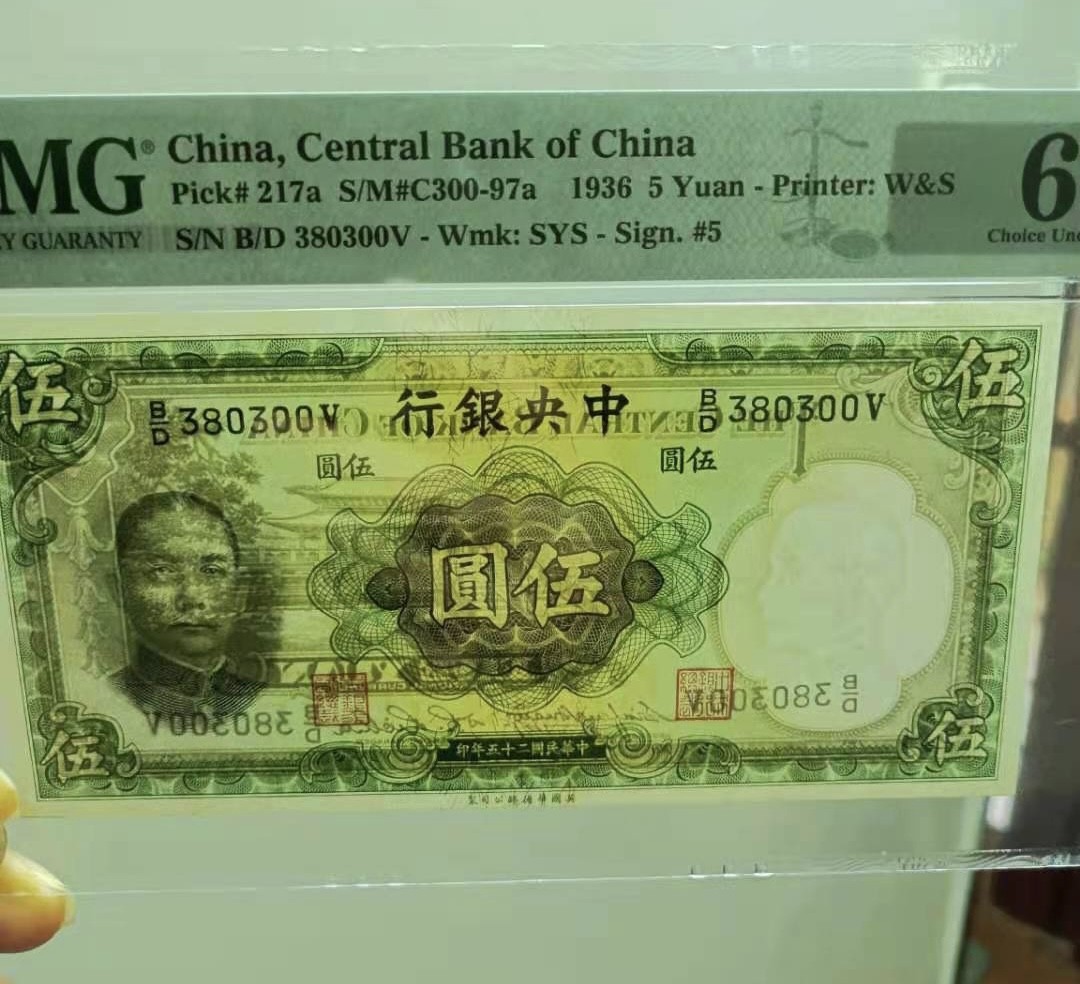 MG®
Y GUARANTY
China, Central Bank of China
Pick# 217a S/M#C300-97a 1936 5 Yuan - Printer: W&S
S/N B/D 380300V - Wmk: SYS - Sign. #5
6
Choice Unc
伍
伍
B/D 380300V
行銀央中
B/D 380300V
圓伍
圓伍
圓伍
B/D 380300V
B/D 380300V
伍
印年五十二國民華中
伍